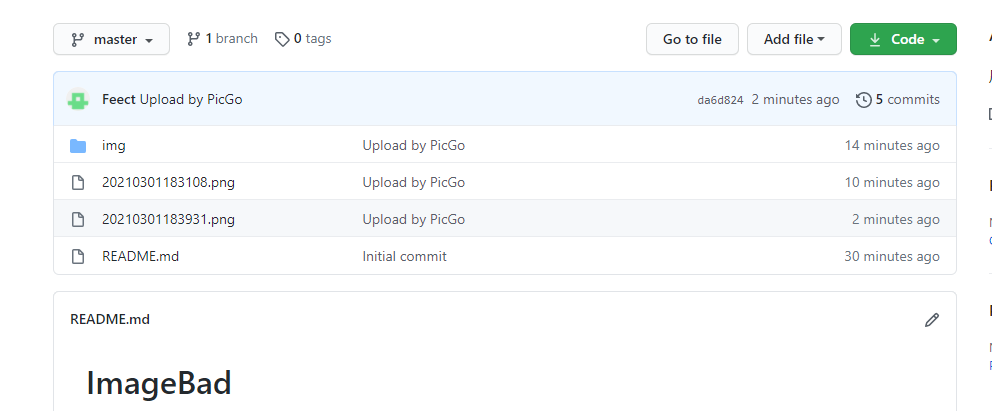 master 1 branch 0 tags Go to file Add file Code
Feect Upload by PicGo da6d824 2 minutes ago 5 commits
img Upload by PicGo 14 minutes ago
20210301183108.png Upload by PicGo 10 minutes ago
20210301183931.png Upload by PicGo 2 minutes ago
README.md Initial commit 30 minutes ago
README.md
ImageBad